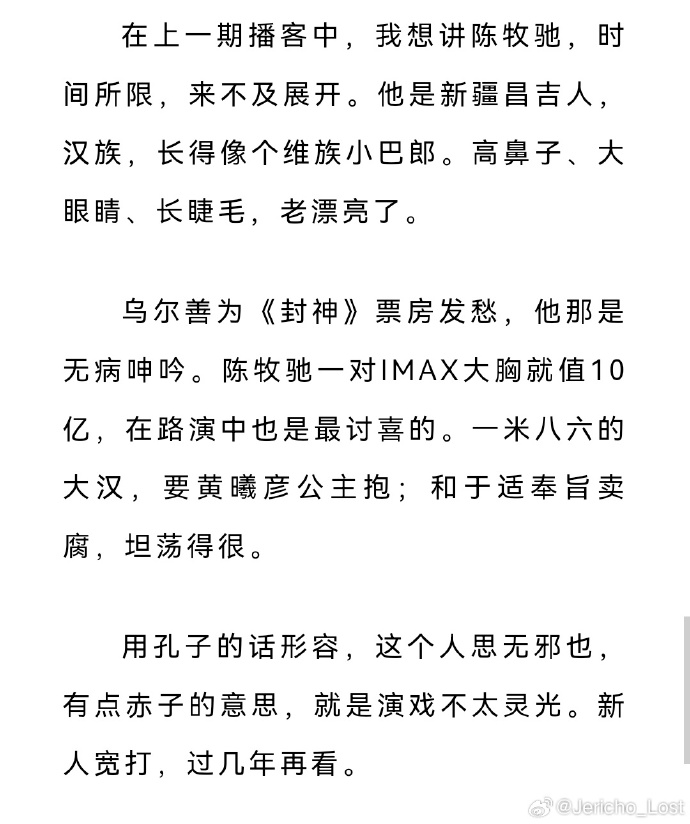 在上一期播客中，我想讲陈牧驰，时
间所限，来不及展开。他是新疆昌吉人，
汉族，长得像个维族小巴郎。高鼻子、大
眼睛、长睫毛，老漂亮了。
乌尔善为《封神》票房发愁，他那是
无病呻吟。陈牧驰一对IMAX大胸就值10
亿，在路演中也是最讨喜的。一米八六的
大汉，要黄曦彦公主抱；和于适奉旨卖
腐，坦荡得很。
用孔子的话形容，这个人思无邪也，
有点赤子的意思，就是演戏不太灵光。新
人宽打，过几年再看。
@Jericho_Lost